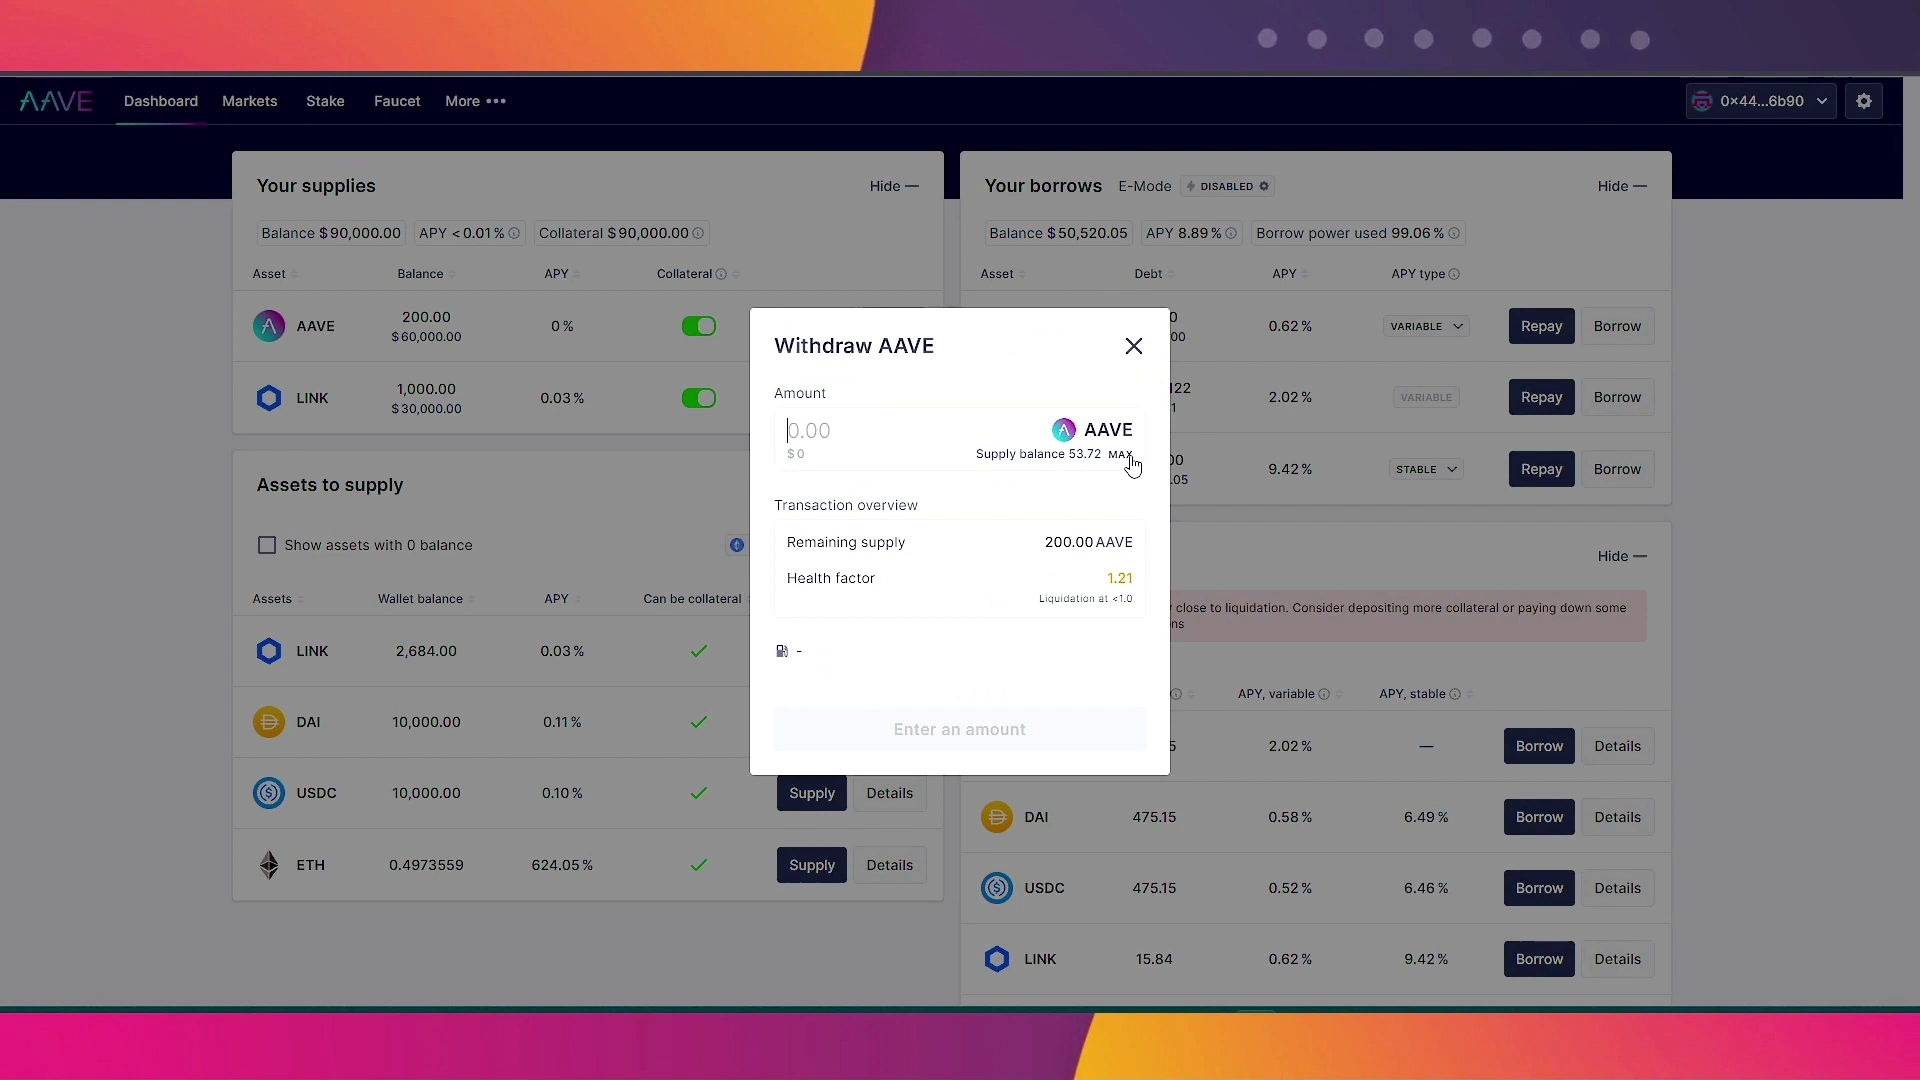 AAVE
Dashboard
Markets
Stake
Faucet
More
0x44...6b90
Your supplies
Hide
Balance $90,000.00
APY <0.01%
Collateral $90,000.00
Asset
Balance
APY
Collateral
AAVE
200.00
$60,000.00
0%
LINK
1,000.00
$30,000.00
0.03%
Your borrows
E-Mode
DISABLED
Hide
Balance $50,520.05
APY 8.89%
Borrow power used 99.06%
Asset
Debt
APY
APY type
0
00
0.62%
VARIABLE
Repay
Borrow
122
1
2.02%
VARIABLE
Repay
Borrow
00
.05
9.42%
STABLE
Repay
Borrow
Withdraw AAVE
Amount
0.00
AAVE
$0
Supply balance 53.72 MAX
Transaction overview
Remaining supply
200.00 AAVE
Health factor
1.21
Liquidation at <1.0
-
Enter an amount
Assets to supply
Show assets with 0 balance
Assets
Wallet balance
APY
Can be collateral
LINK
2,684.00
0.03%
DAI
10,000.00
0.11%
USDC
10,000.00
0.10%
Supply
Details
ETH
0.4973559
624.05%
Supply
Details
Hide
close to liquidation. Consider depositing more collateral or paying down some
ns
APY, variable
APY, stable
5
2.02%
—
Borrow
Details
DAI
475.15
0.58%
6.49%
Borrow
Details
USDC
475.15
0.52%
6.46%
Borrow
Details
LINK
15.84
0.62%
9.42%
Borrow
Details